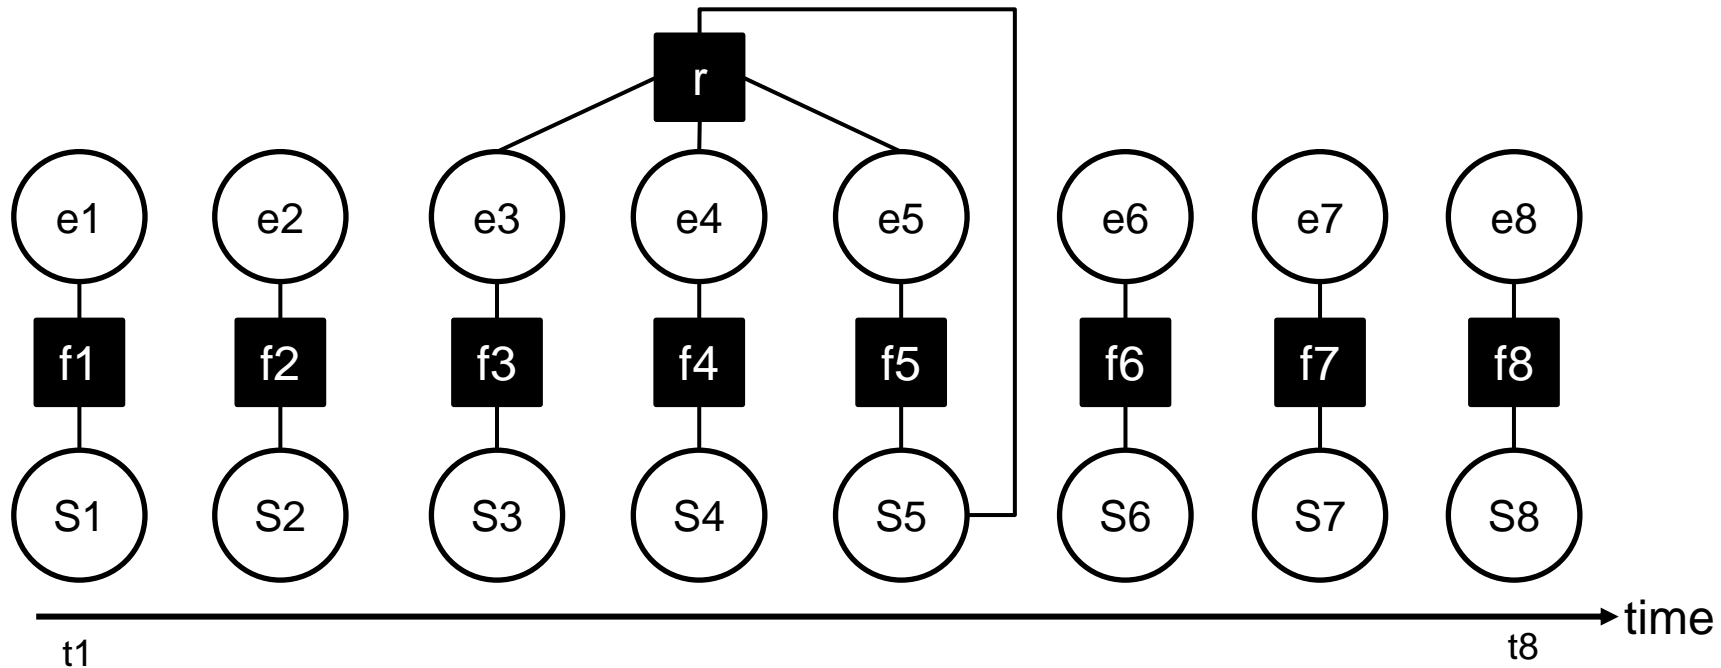 r
e1 e2 e3 e4 e5 e6 e7 e8
f1 f2 f3 f4 f5 f6 f7 f8
S1 S2 S3 S4 S5 S6 S7 S8
time
t1 t8